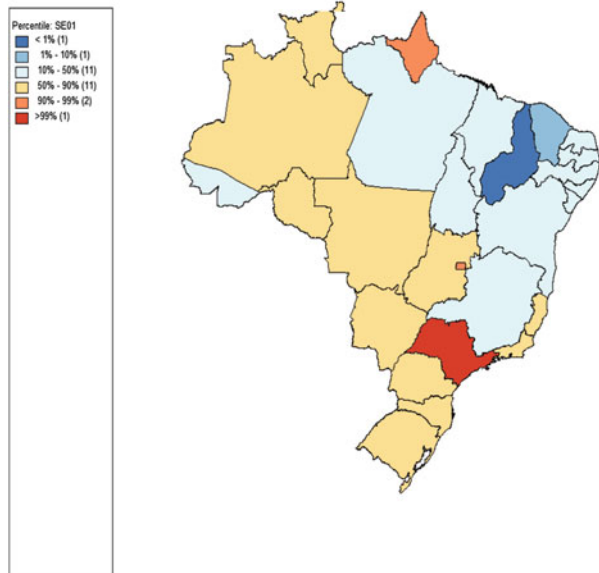 Percentile: SE01
< 1% (1)
1% - 10% (1)
10% - 50% (11)
50% - 90% (11)
90% - 99% (2)
>99% (1)